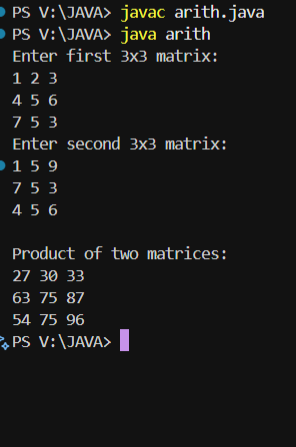 PS V:\JAVA> javac arith.java
PS V:\JAVA> java arith
Enter first 3x3 matrix:
1 2 3
4 5 6
7 5 3
Enter second 3x3 matrix:
1 5 9
7 5 3
4 5 6
Product of two matrices:
27 30 33
63 75 87
54 75 96
PS V:\JAVA>